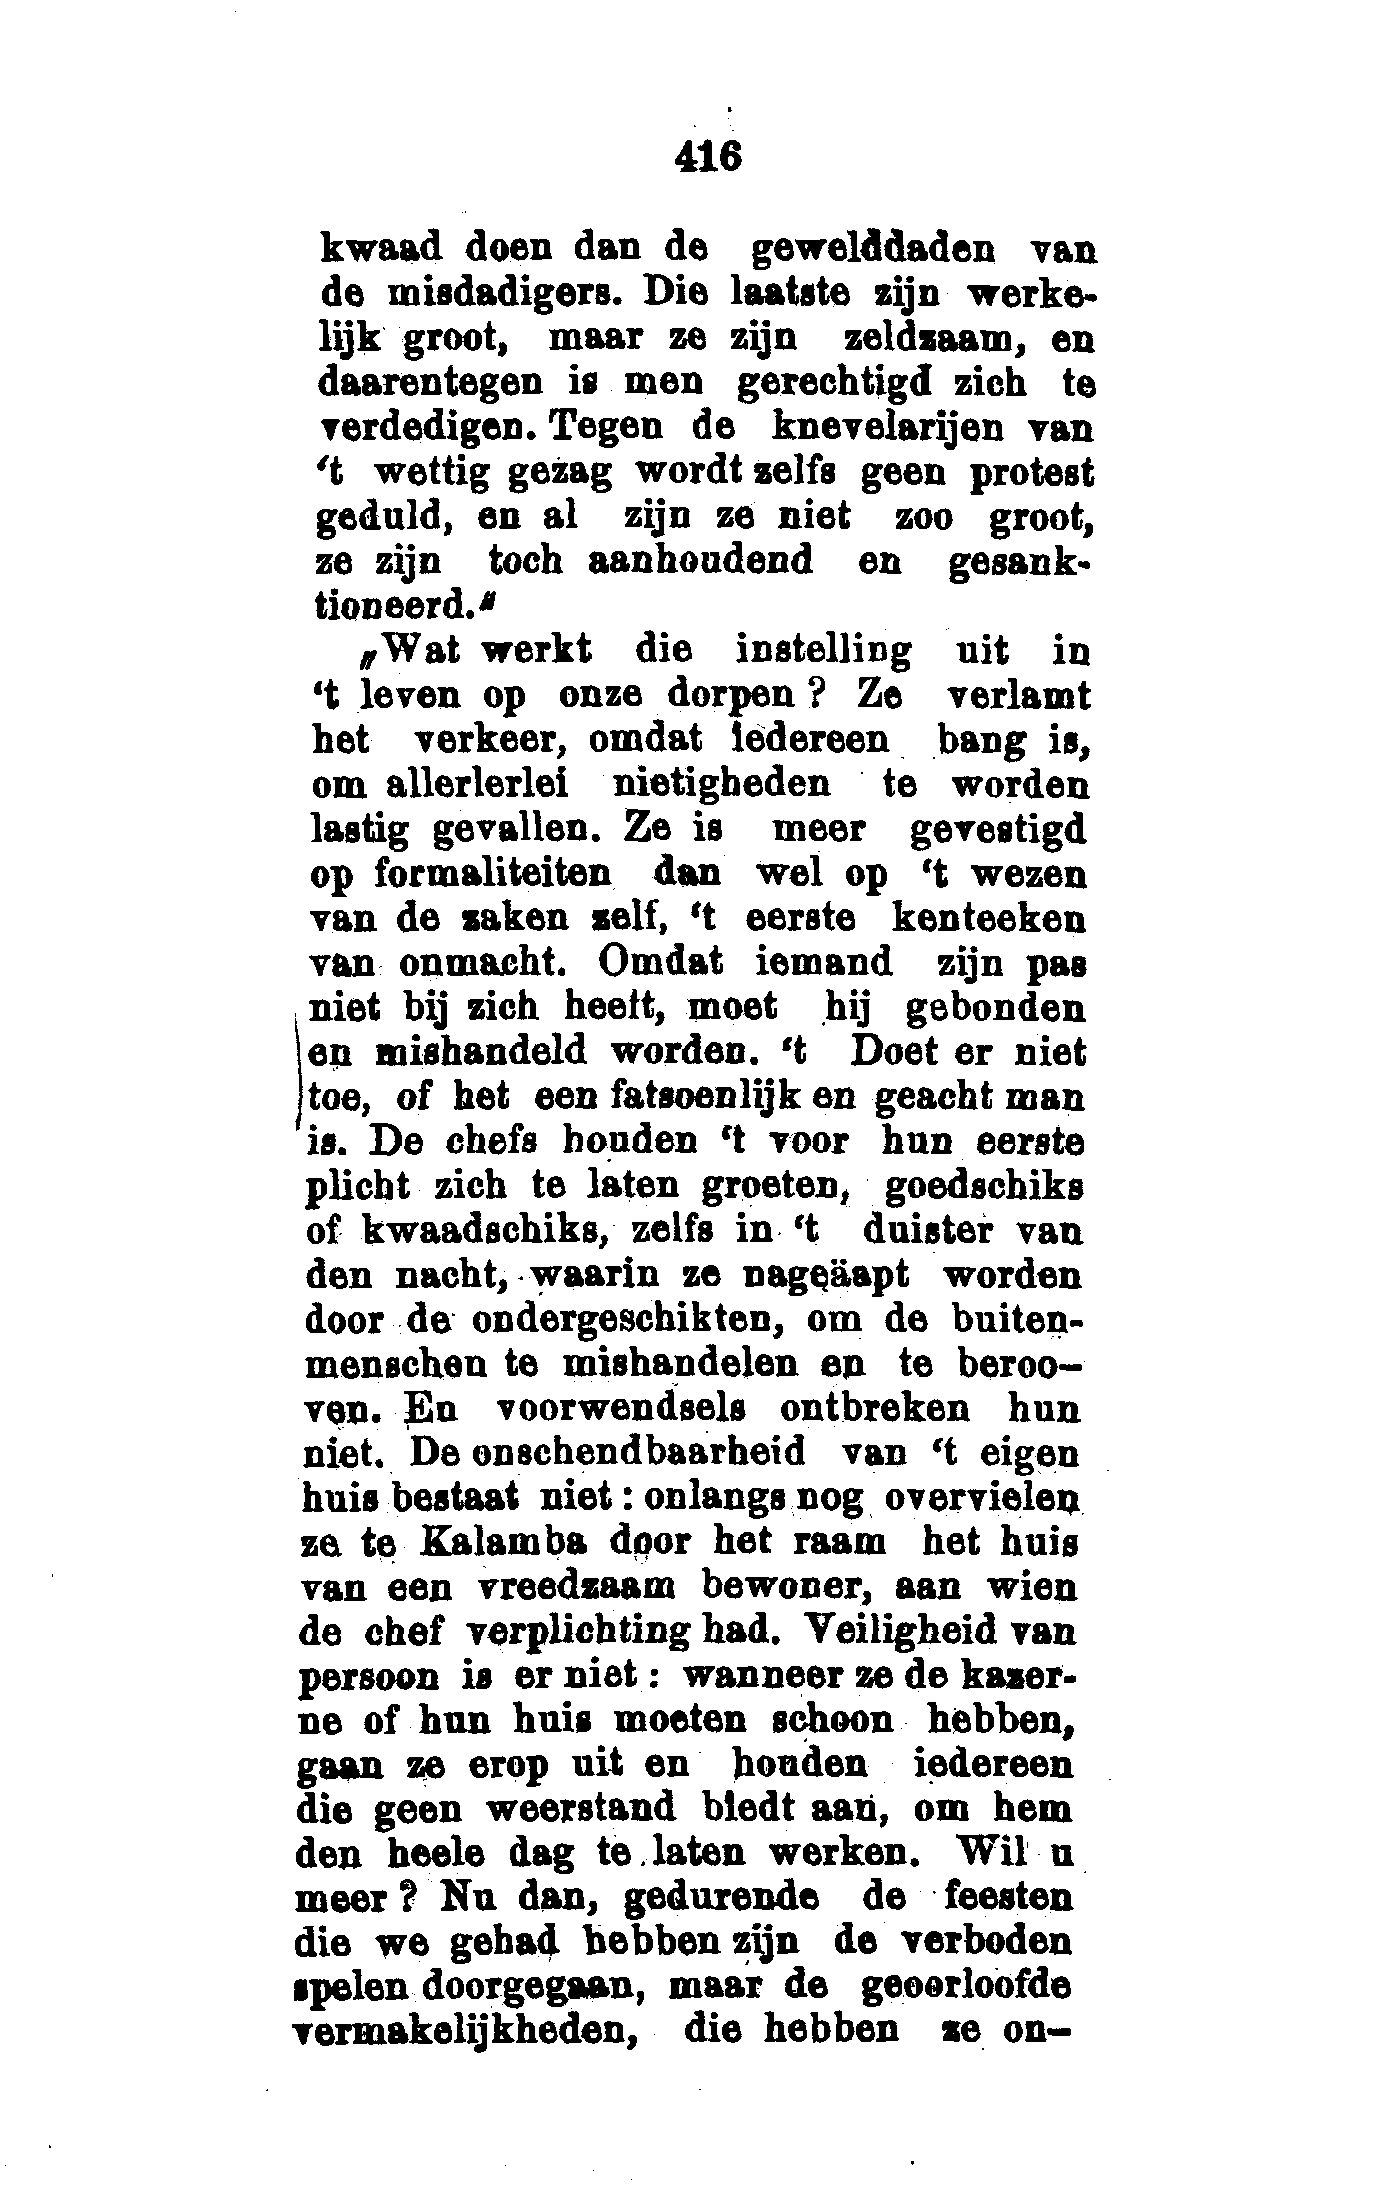 416
kwaad doen dan de gewelddaden van
de misdadigers. Die laatste zijn werke-
lijk groot, maar ze zijn zeldzaam, en
daarentegen is men gerechtigd zich te
verdedigen. Tegen de knevelarijen van
‘t wettig gezag wordt zelfs geen protest
geduld, en al zijn ze niet zoo groot,
ze zijn toch aanhoudend en gesank-
tioneerd.“
„Wat werkt die instelling uit in
‘t leven op onze dorpen ? Ze verlamt
het verkeer, omdat iedereen bang is,
om allerlerlei nietigheden te worden
lastig gevallen. Ze is meer gevestigd
op formaliteiten dan wel op ‘t wezen
van de zaken zelf, ‘t eerste kenteeken
van onmacht. Omdat iemand zijn pas
niet bij zich heeft, moet hij gebonden
en mishandeld worden. ‘t Doet er niet
toe, of het een fatsoenlijk en geacht man
is. De chefs houden ‘t voor hun eerste
plicht zich te laten groeten, goedschiks
of kwaadschiks, zelfs in ‘t duister van
den nacht, waarin ze nageäapt worden
door de ondergeschikten, om de buiten-
menschen te mishandelen en te beroo-
ven. En voorwendsels ontbreken hun
niet. De onschendbaarheid van ‘t eigen
huis bestaat niet : onlangs nog overvielen
ze te Kalamba door het raam het huis
van een vreedzaam bewoner, aan wien
de chef verplichting had. Veiligheid van
persoon is er niet : wanneer ze de kazer-
ne of hun huis moeten schoon hebben,
gaan ze erop uit en houden iedereen
die geen weerstand biedt aan, om hem
den heele dag te laten werken. Wil u
meer ? Nu dan, gedurende de feesten
die we gehad hebben zijn de verboden
spelen doorgegaan, maar de geoorloofde
vermakelijkheden, die hebben ze on-